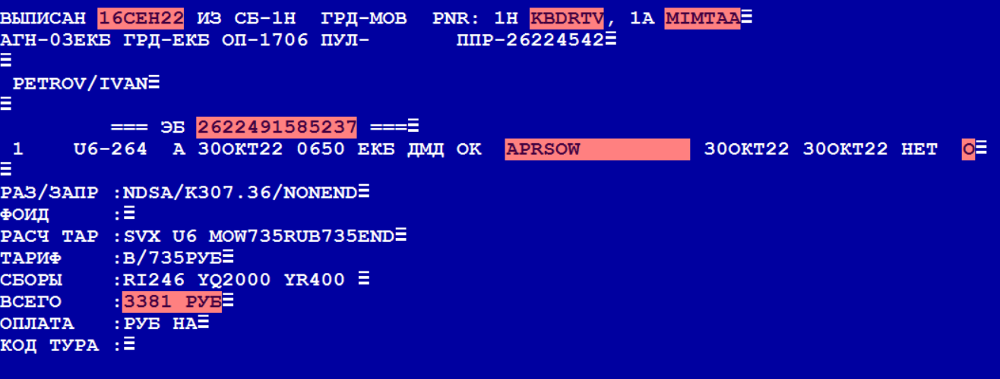 ВЫПИСАН 16СЕН22 ИЗ СБ-1Н ГРД-МОВ PNR: 1Н KBDRTV, 1А MIMTAA☰
АГН-03ЕКБ ГРД-ЕКБ ОП-1706 ПУЛ- ППР-26224542☰
☰
PETROV/IVAN☰
☰
=== ЭБ 2622491585237 ===☰
1 U6-264 А 30ОКТ22 0650 ЕКБ ДМД ОК APRSOW 30ОКТ22 30ОКТ22 НЕТ O☰
☰
РАЗ/ЗАПР :NDSA/K307.36/NONEND☰
ФОИД :☰
РАСЧ ТАР :SVX U6 MOW735RUB735END☰
ТАРИФ :В/735РУБ☰
СБОРЫ :RI246 YQ2000 YR400 ☰
ВСЕГО :3381 РУБ☰
ОПЛАТА :РУБ НА☰
КОД ТУРА :☰